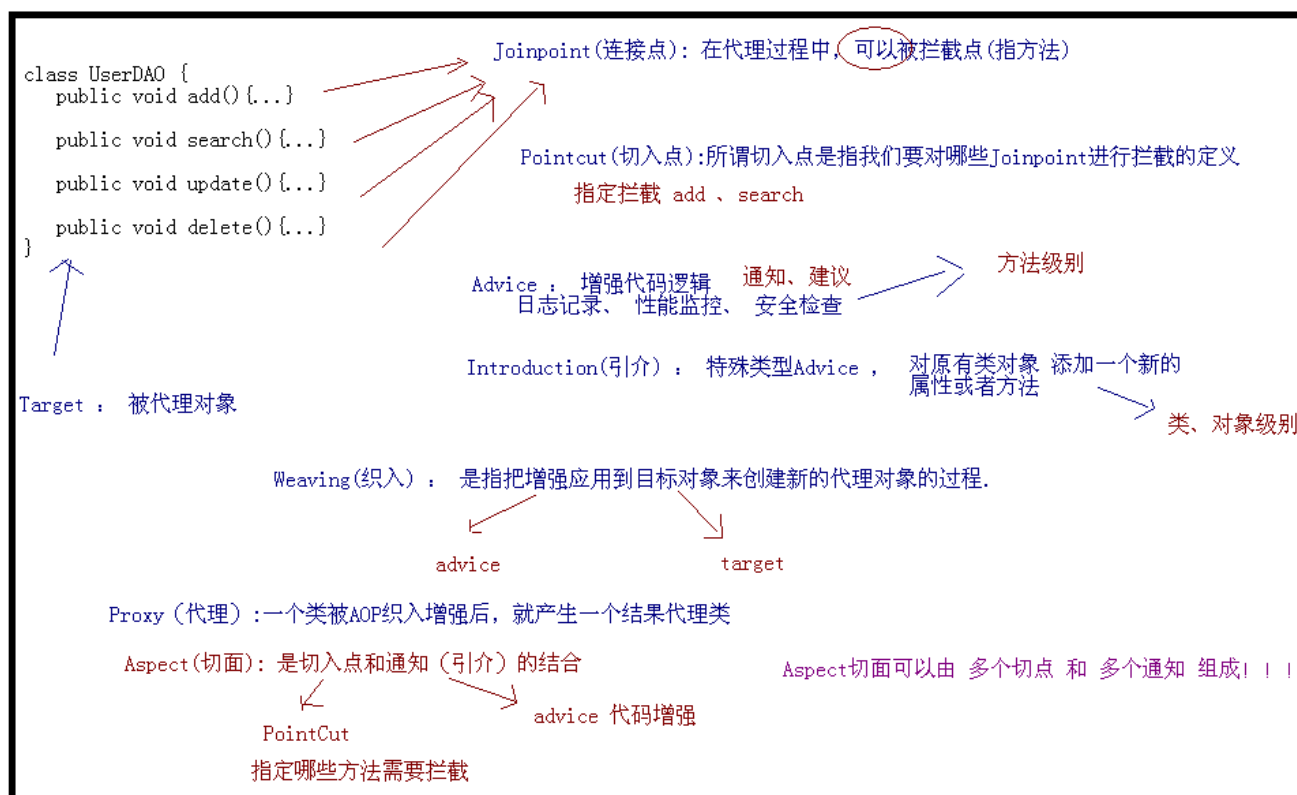 Joinpoint(连接点): 在代理过程中, 可以被拦截点(指方法)
class UserDAO {
public void add(){...}
public void search(){...}
public void update(){...}
public void delete(){...}
}
Pointcut(切入点):所谓切入点是指我们要对哪些Joinpoint进行拦截的定义
指定拦截 add 、search
Advice : 增强代码逻辑 通知、建议
日志记录、 性能监控、 安全检查
方法级别
Introduction(引介) : 特殊类型Advice , 对原有类对象 添加一个新的
属性或者方法
类、对象级别
Target : 被代理对象
Weaving(织入) : 是指把增强应用到目标对象来创建新的代理对象的过程.
advice target
Proxy (代理) :一个类被AOP织入增强后, 就产生一个结果代理类
Aspect(切面): 是切入点和通知 (引介) 的结合
Aspect切面可以由 多个切点 和 多个通知 组成! ! !
advice 代码增强
PointCut
指定哪些方法需要拦截